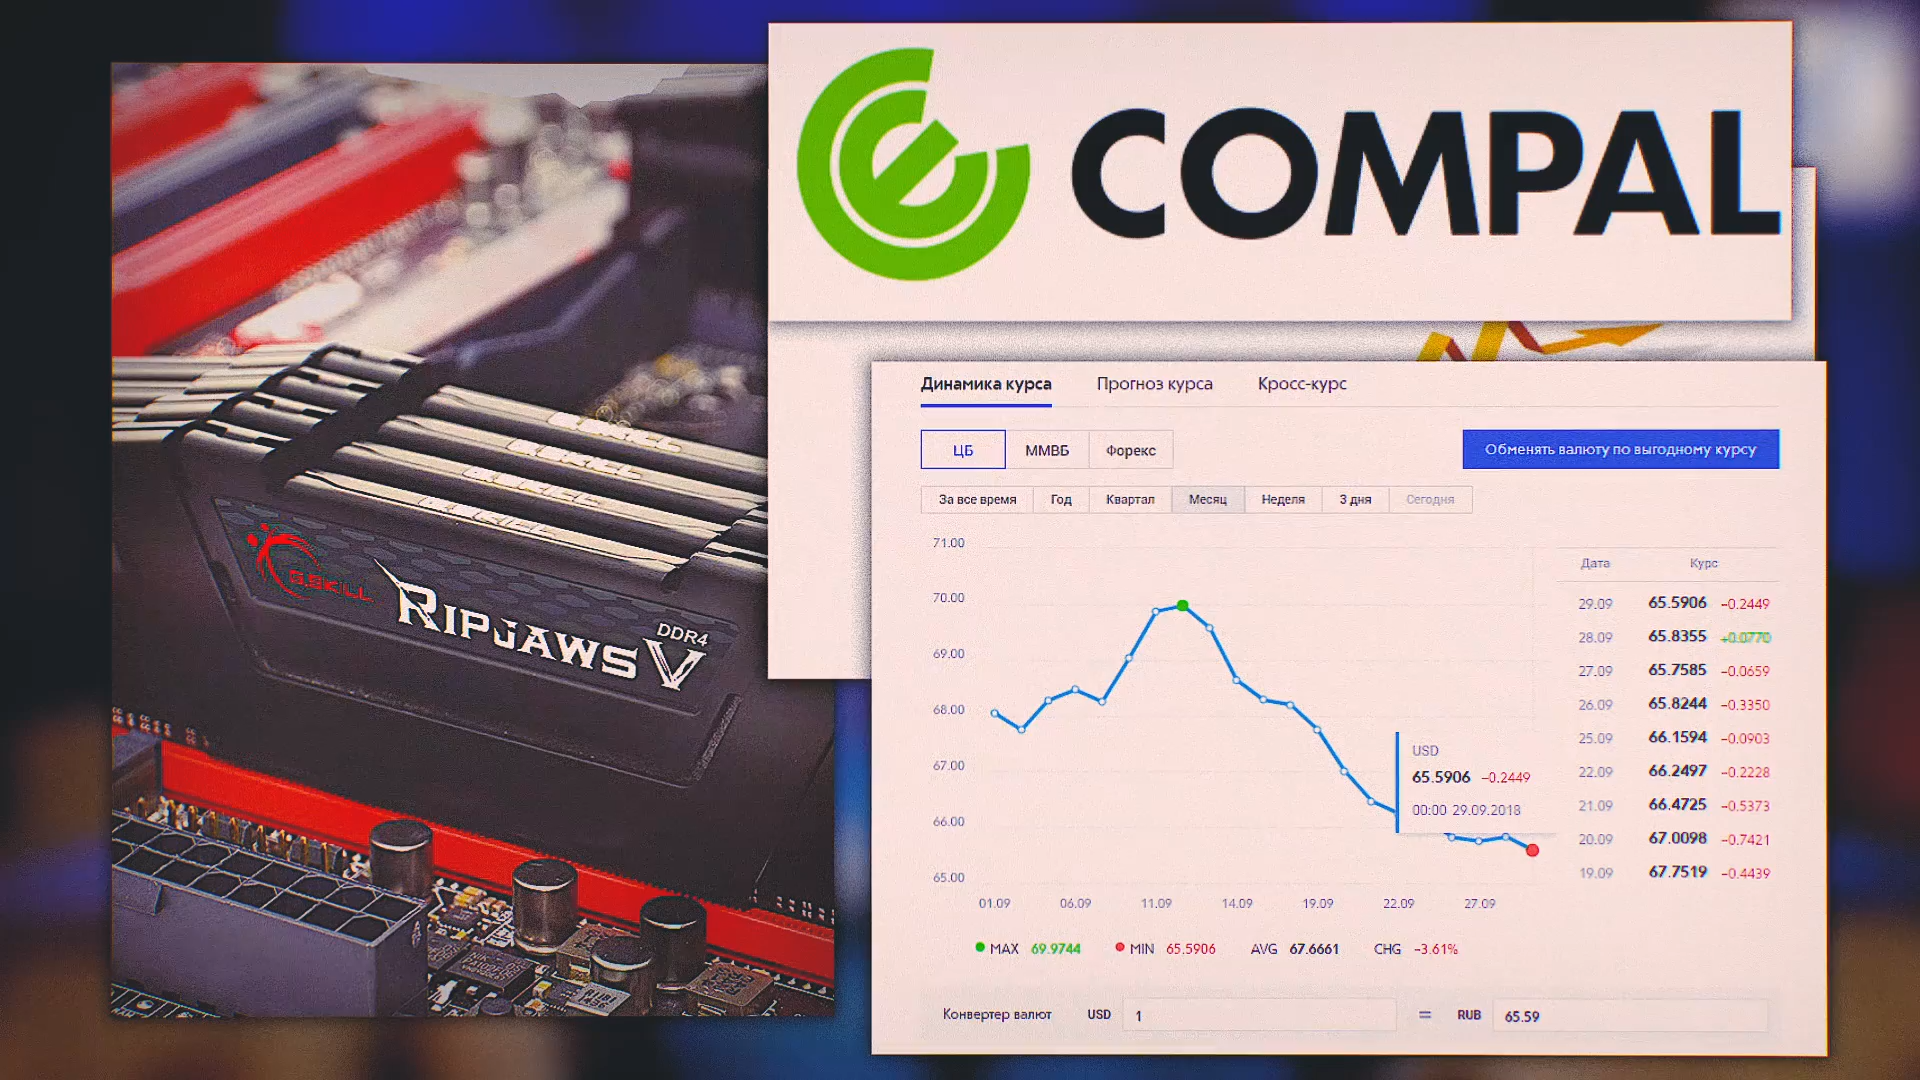 COMPAL
G.SKILL
G.SKILL
G.SKILL
G.SKILL
G.SKILL
RIPJAWS V
DDR4
Динамика курса Прогноз курса Кросс-курс
ЦБ ММВБ Форекс
Обменять валюту по выгодному курсу
За все время Год Квартал Месяц Неделя 3 дня Сегодня
71.00
70.00
69.00
68.00
67.00
66.00
65.00
01.09 06.09 11.09 14.09 19.09 22.09 27.09
USD
65.5906 -0.2449
00:00 29.09.2018
Дата Курс
29.09 65.5906 -0.2449
28.09 65.8355 +0.0770
27.09 65.7585 -0.0659
26.09 65.8244 -0.3350
25.09 66.1594 -0.0903
22.09 66.2497 -0.2228
21.09 66.4725 -0.5373
20.09 67.0098 -0.7421
19.09 67.7519 -0.4439
MAX 69.9744 MIN 65.5906 AVG 67.6661 CHG -3.61%
Конвертер валют USD 1 = RUB 65.59